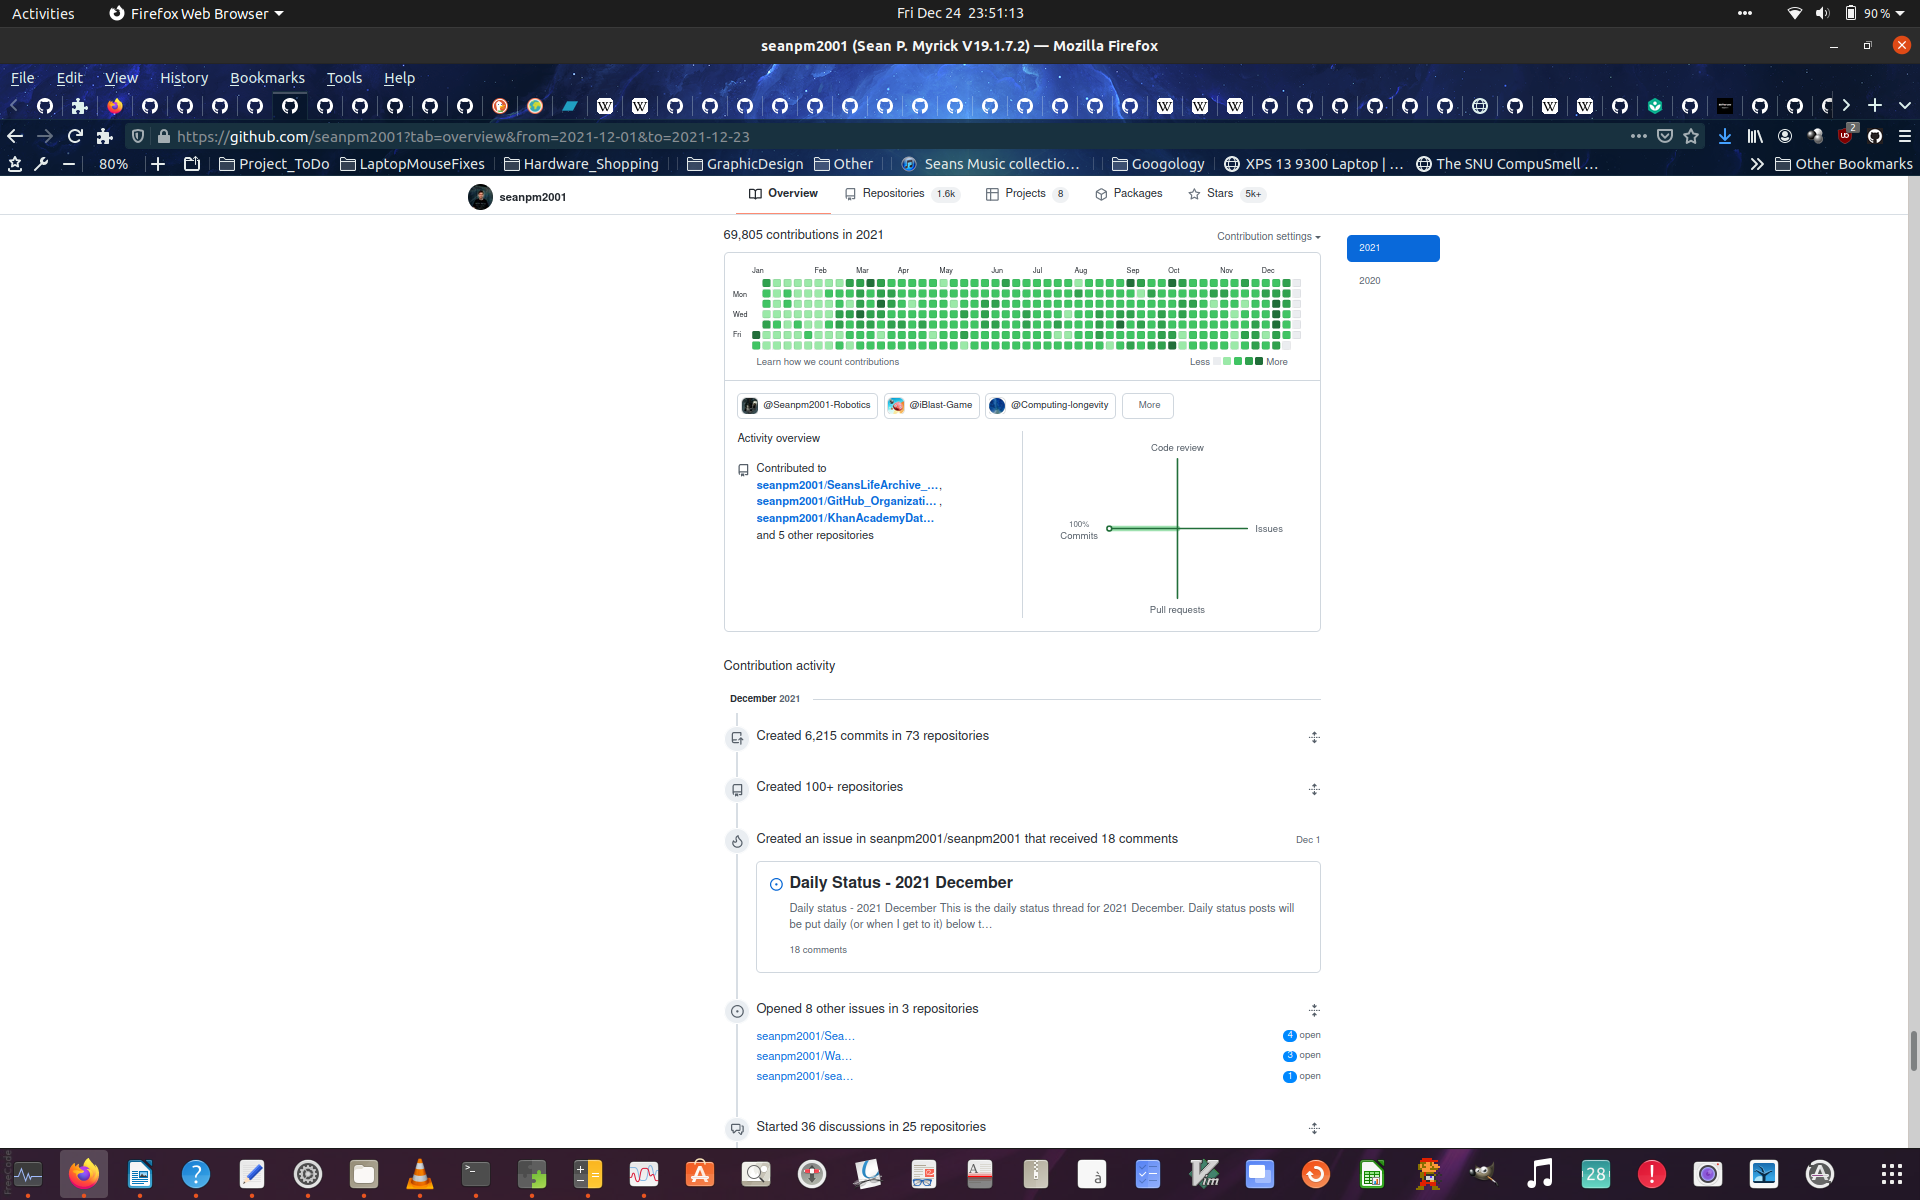 Activities
Firefox Web Browser
Fri Dec 24 23:51:13
90 %
seanpm2001 (Sean P. Myrick V19.1.7.2) — Mozilla Firefox
File Edit View History Bookmarks Tools Help
https://github.com/seanpm2001?tab=overview&from=2021-12-01&to=2021-12-23
2
80%
Project_ToDo LaptopMouseFixes Hardware_Shopping GraphicDesign Other Seans Music collectio… Googology XPS 13 9300 Laptop | … The SNU CompuSmell … Other Bookmarks
seanpm2001
Overview Repositories 1.6k Projects 8 Packages Stars 5k+
69,805 contributions in 2021
Contribution settings
2021
2020
Jan Feb Mar Apr May Jun Jul Aug Sep Oct Nov Dec
Mon
Wed
Fri
Learn how we count contributions
Less More
@Seanpm2001-Robotics @iBlast-Game @Computing-longevity More
Activity overview
Contributed to
seanpm2001/SeansLifeArchive_… ,
seanpm2001/GitHub_Organizati… ,
seanpm2001/KhanAcademyDat…
and 5 other repositories
Code review
100%
Commits
Issues
Pull requests
Contribution activity
December 2021
Created 6,215 commits in 73 repositories
Created 100+ repositories
Created an issue in seanpm2001/seanpm2001 that received 18 comments
Dec 1
Daily Status - 2021 December
Daily status - 2021 December This is the daily status thread for 2021 December. Daily status posts will
be put daily (or when I get to it) below t…
18 comments
Opened 8 other issues in 3 repositories
seanpm2001/Sea… 4 open
seanpm2001/Wa… 3 open
seanpm2001/sea… 1 open
Started 36 discussions in 25 repositories
28